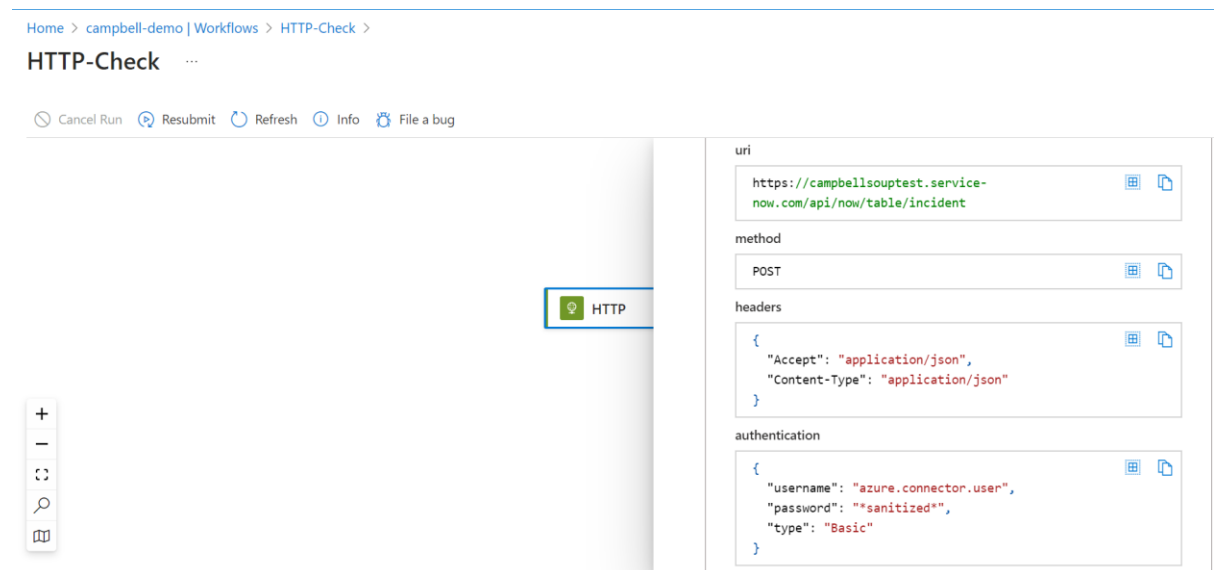 Home > campbell-demo | Workflows > HTTP-Check >
HTTP-Check ...
Cancel Run Resubmit Refresh Info File a bug
HTTP
uri
https://campbellsouptest.service-
now.com/api/now/table/incident
method
POST
headers
{
"Accept": "application/json",
"Content-Type": "application/json"
}
authentication
{
"username": "azure.connector.user",
"password": "*sanitized*",
"type": "Basic"
}